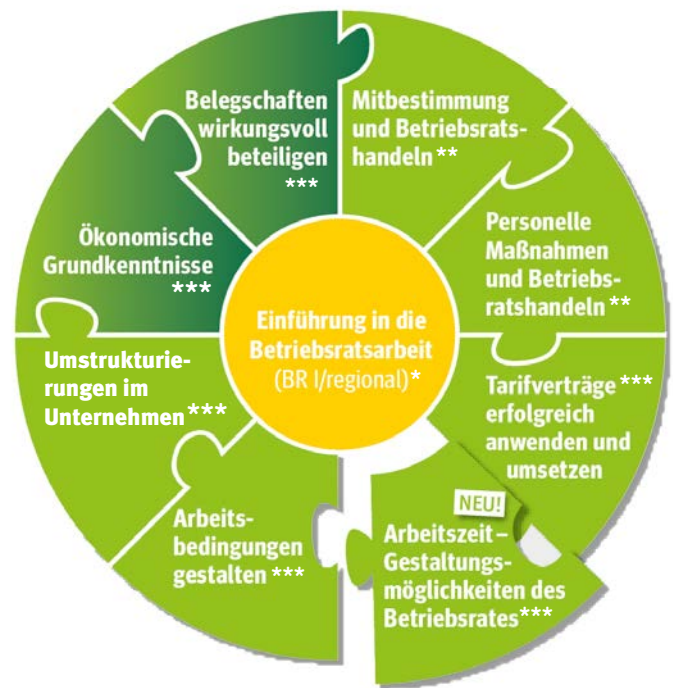 Belegschaften
wirkungsvoll
beteiligen
***
Mitbestimmung
und Betriebsrats-
handeln**
Personelle
Maßnahmen
und Betriebs-
ratshandeln**
Tarifverträge***
erfolgreich
anwenden und
umsetzen
NEU!
Arbeitszeit –
Gestaltungs-
möglichkeiten des
Betriebsrates***
Arbeits-
bedingungen
gestalten***
Umstrukturie-
rungen im
Unternehmen***
Ökonomische
Grundkenntnisse
***
Einführung in die
Betriebsratsarbeit
(BR I/regional)*